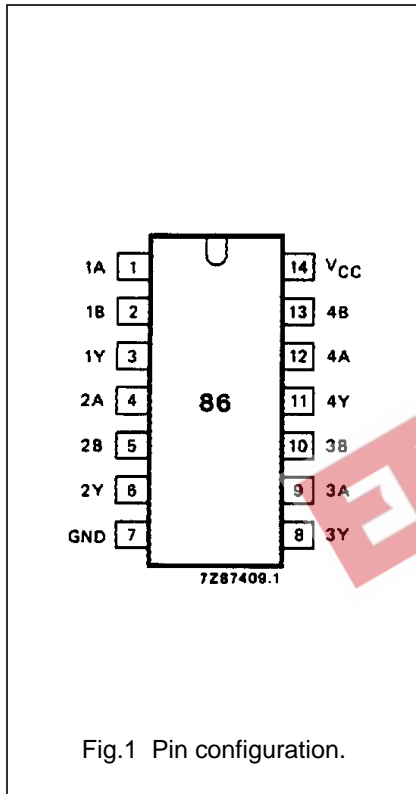 1A 1 14 VCC
1B 2 13 4B
1Y 3 12 4A
2A 4 86 11 4Y
2B 5 10 3B
2Y 6 9 3A
GND 7 8 3Y
7Z87409.1
Fig.1 Pin configuration.